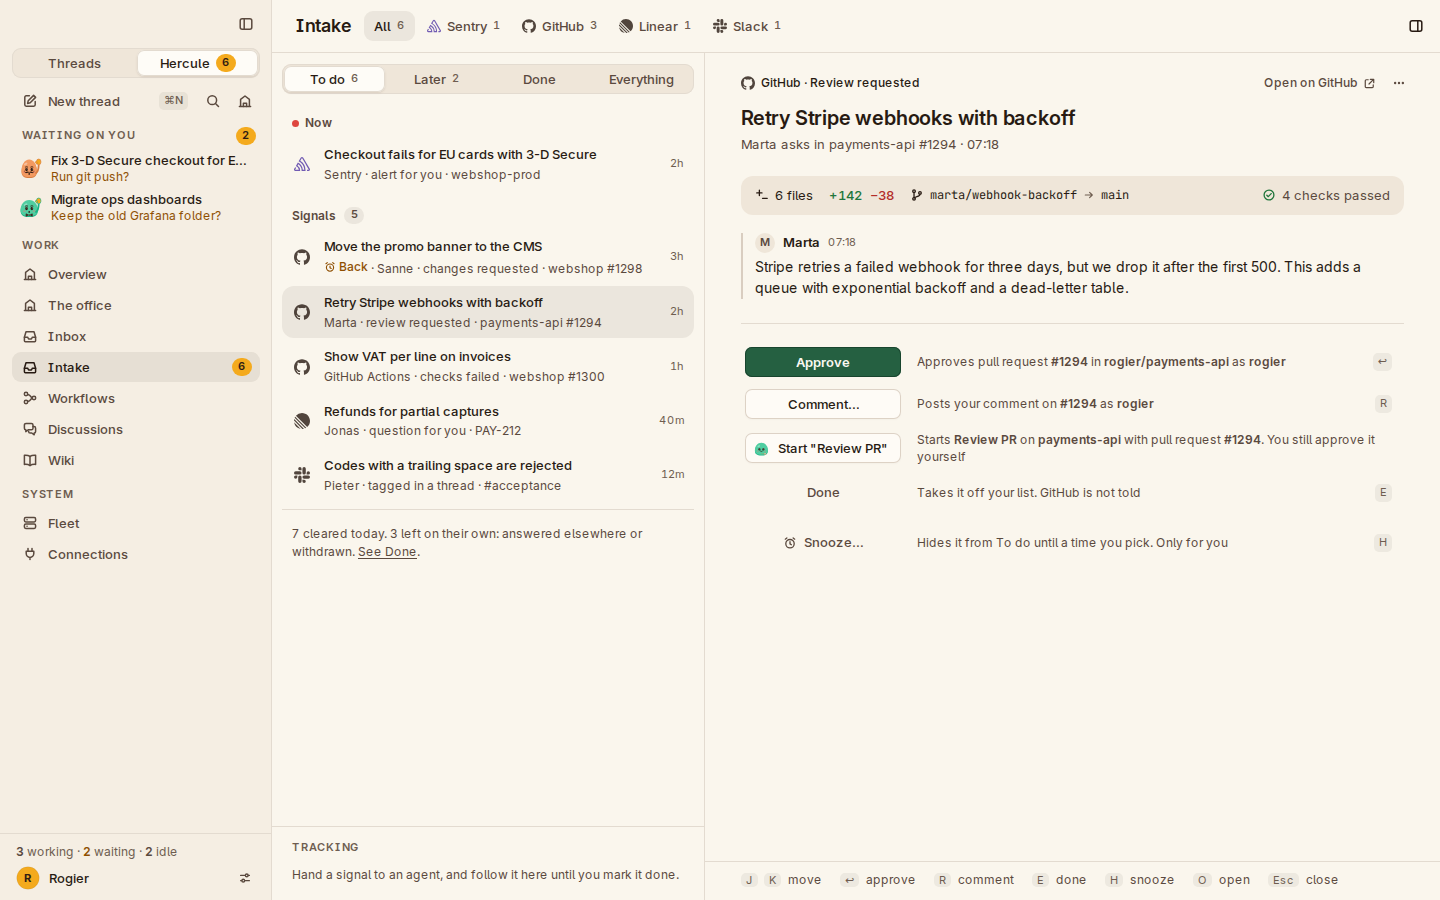 Threads
Hercule 6
New thread ⌘N
WAITING ON YOU 2
Fix 3-D Secure checkout for E...
Run git push?
Migrate ops dashboards
Keep the old Grafana folder?
WORK
Overview
The office
Inbox
Intake 6
Workflows
Discussions
Wiki
SYSTEM
Fleet
Connections
3 working · 2 waiting · 2 idle
R Rogier
Intake
All 6
Sentry 1
GitHub 3
Linear 1
Slack 1
To do 6
Later 2
Done
Everything
Now
Checkout fails for EU cards with 3-D Secure
Sentry · alert for you · webshop-prod
2h
Signals 5
Move the promo banner to the CMS
Back · Sanne · changes requested · webshop #1298
3h
Retry Stripe webhooks with backoff
Marta · review requested · payments-api #1294
2h
Show VAT per line on invoices
GitHub Actions · checks failed · webshop #1300
1h
Refunds for partial captures
Jonas · question for you · PAY-212
40m
Codes with a trailing space are rejected
Pieter · tagged in a thread · #acceptance
12m
7 cleared today. 3 left on their own: answered elsewhere or
withdrawn. See Done.
TRACKING
Hand a signal to an agent, and follow it here until you mark it done.
GitHub · Review requested
Open on GitHub
Retry Stripe webhooks with backoff
Marta asks in payments-api #1294 · 07:18
6 files +142 −38 marta/webhook-backoff → main
4 checks passed
M Marta 07:18
Stripe retries a failed webhook for three days, but we drop it after the first 500. This adds a
queue with exponential backoff and a dead-letter table.
Approve
Approves pull request #1294 in rogier/payments-api as rogier
↩
Comment...
Posts your comment on #1294 as rogier
R
Start "Review PR"
Starts Review PR on payments-api with pull request #1294. You still approve it
yourself
Done
Takes it off your list. GitHub is not told
E
Snooze...
Hides it from To do until a time you pick. Only for you
H
J K move ↩ approve R comment E done H snooze O open Esc close